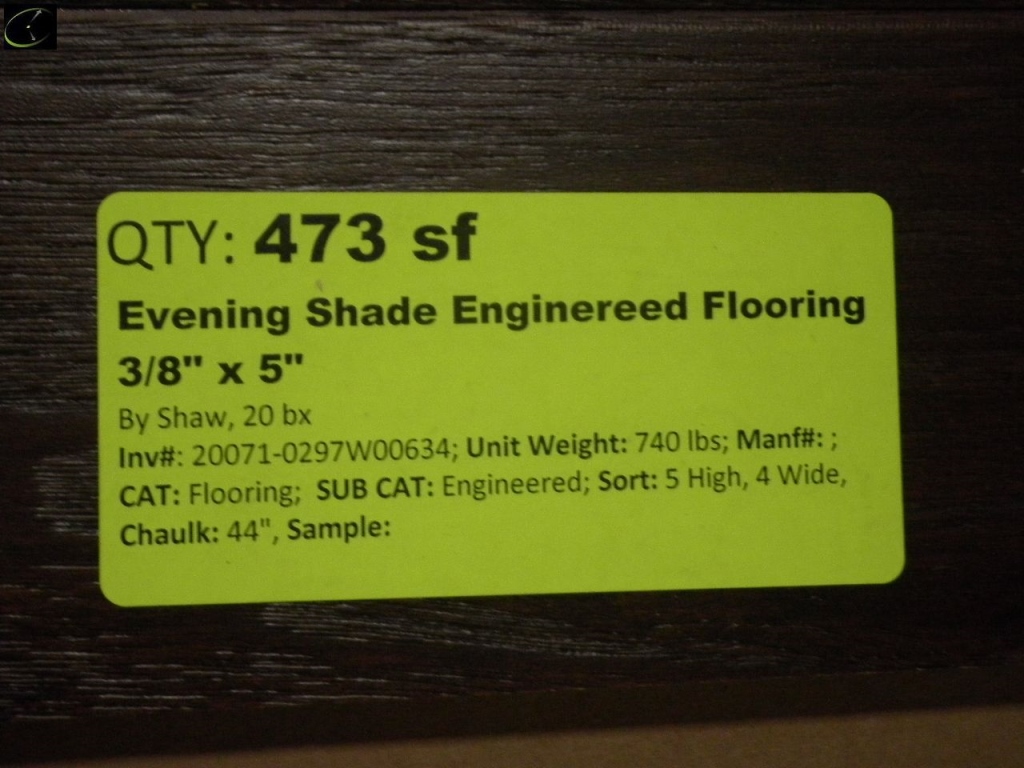 QTY: 473 sf
Evening Shade Enginereed Flooring
3/8" x 5"
By Shaw, 20 bx
Inv#: 20071-0297W00634; Unit Weight: 740 lbs; Manf#: ;
CAT: Flooring; SUB CAT: Engineered; Sort: 5 High, 4 Wide,
Chaulk: 44", Sample: